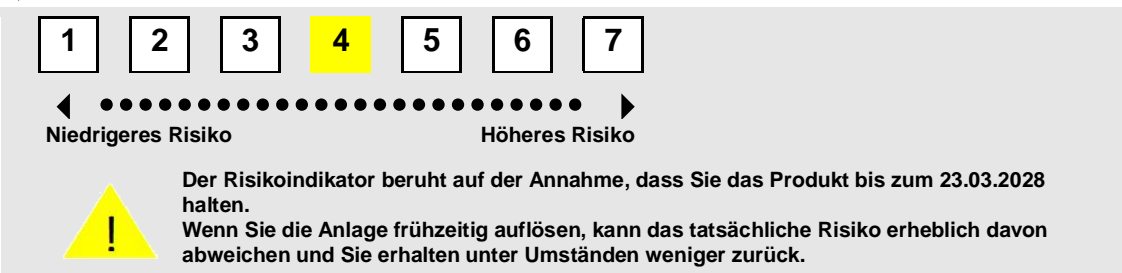 1 2 3 4 5 6 7
Niedrigeres Risiko Höheres Risiko
!
Der Risikoindikator beruht auf der Annahme, dass Sie das Produkt bis zum 23.03.2028
halten.
Wenn Sie die Anlage frühzeitig auflösen, kann das tatsächliche Risiko erheblich davon
abweichen und Sie erhalten unter Umständen weniger zurück.